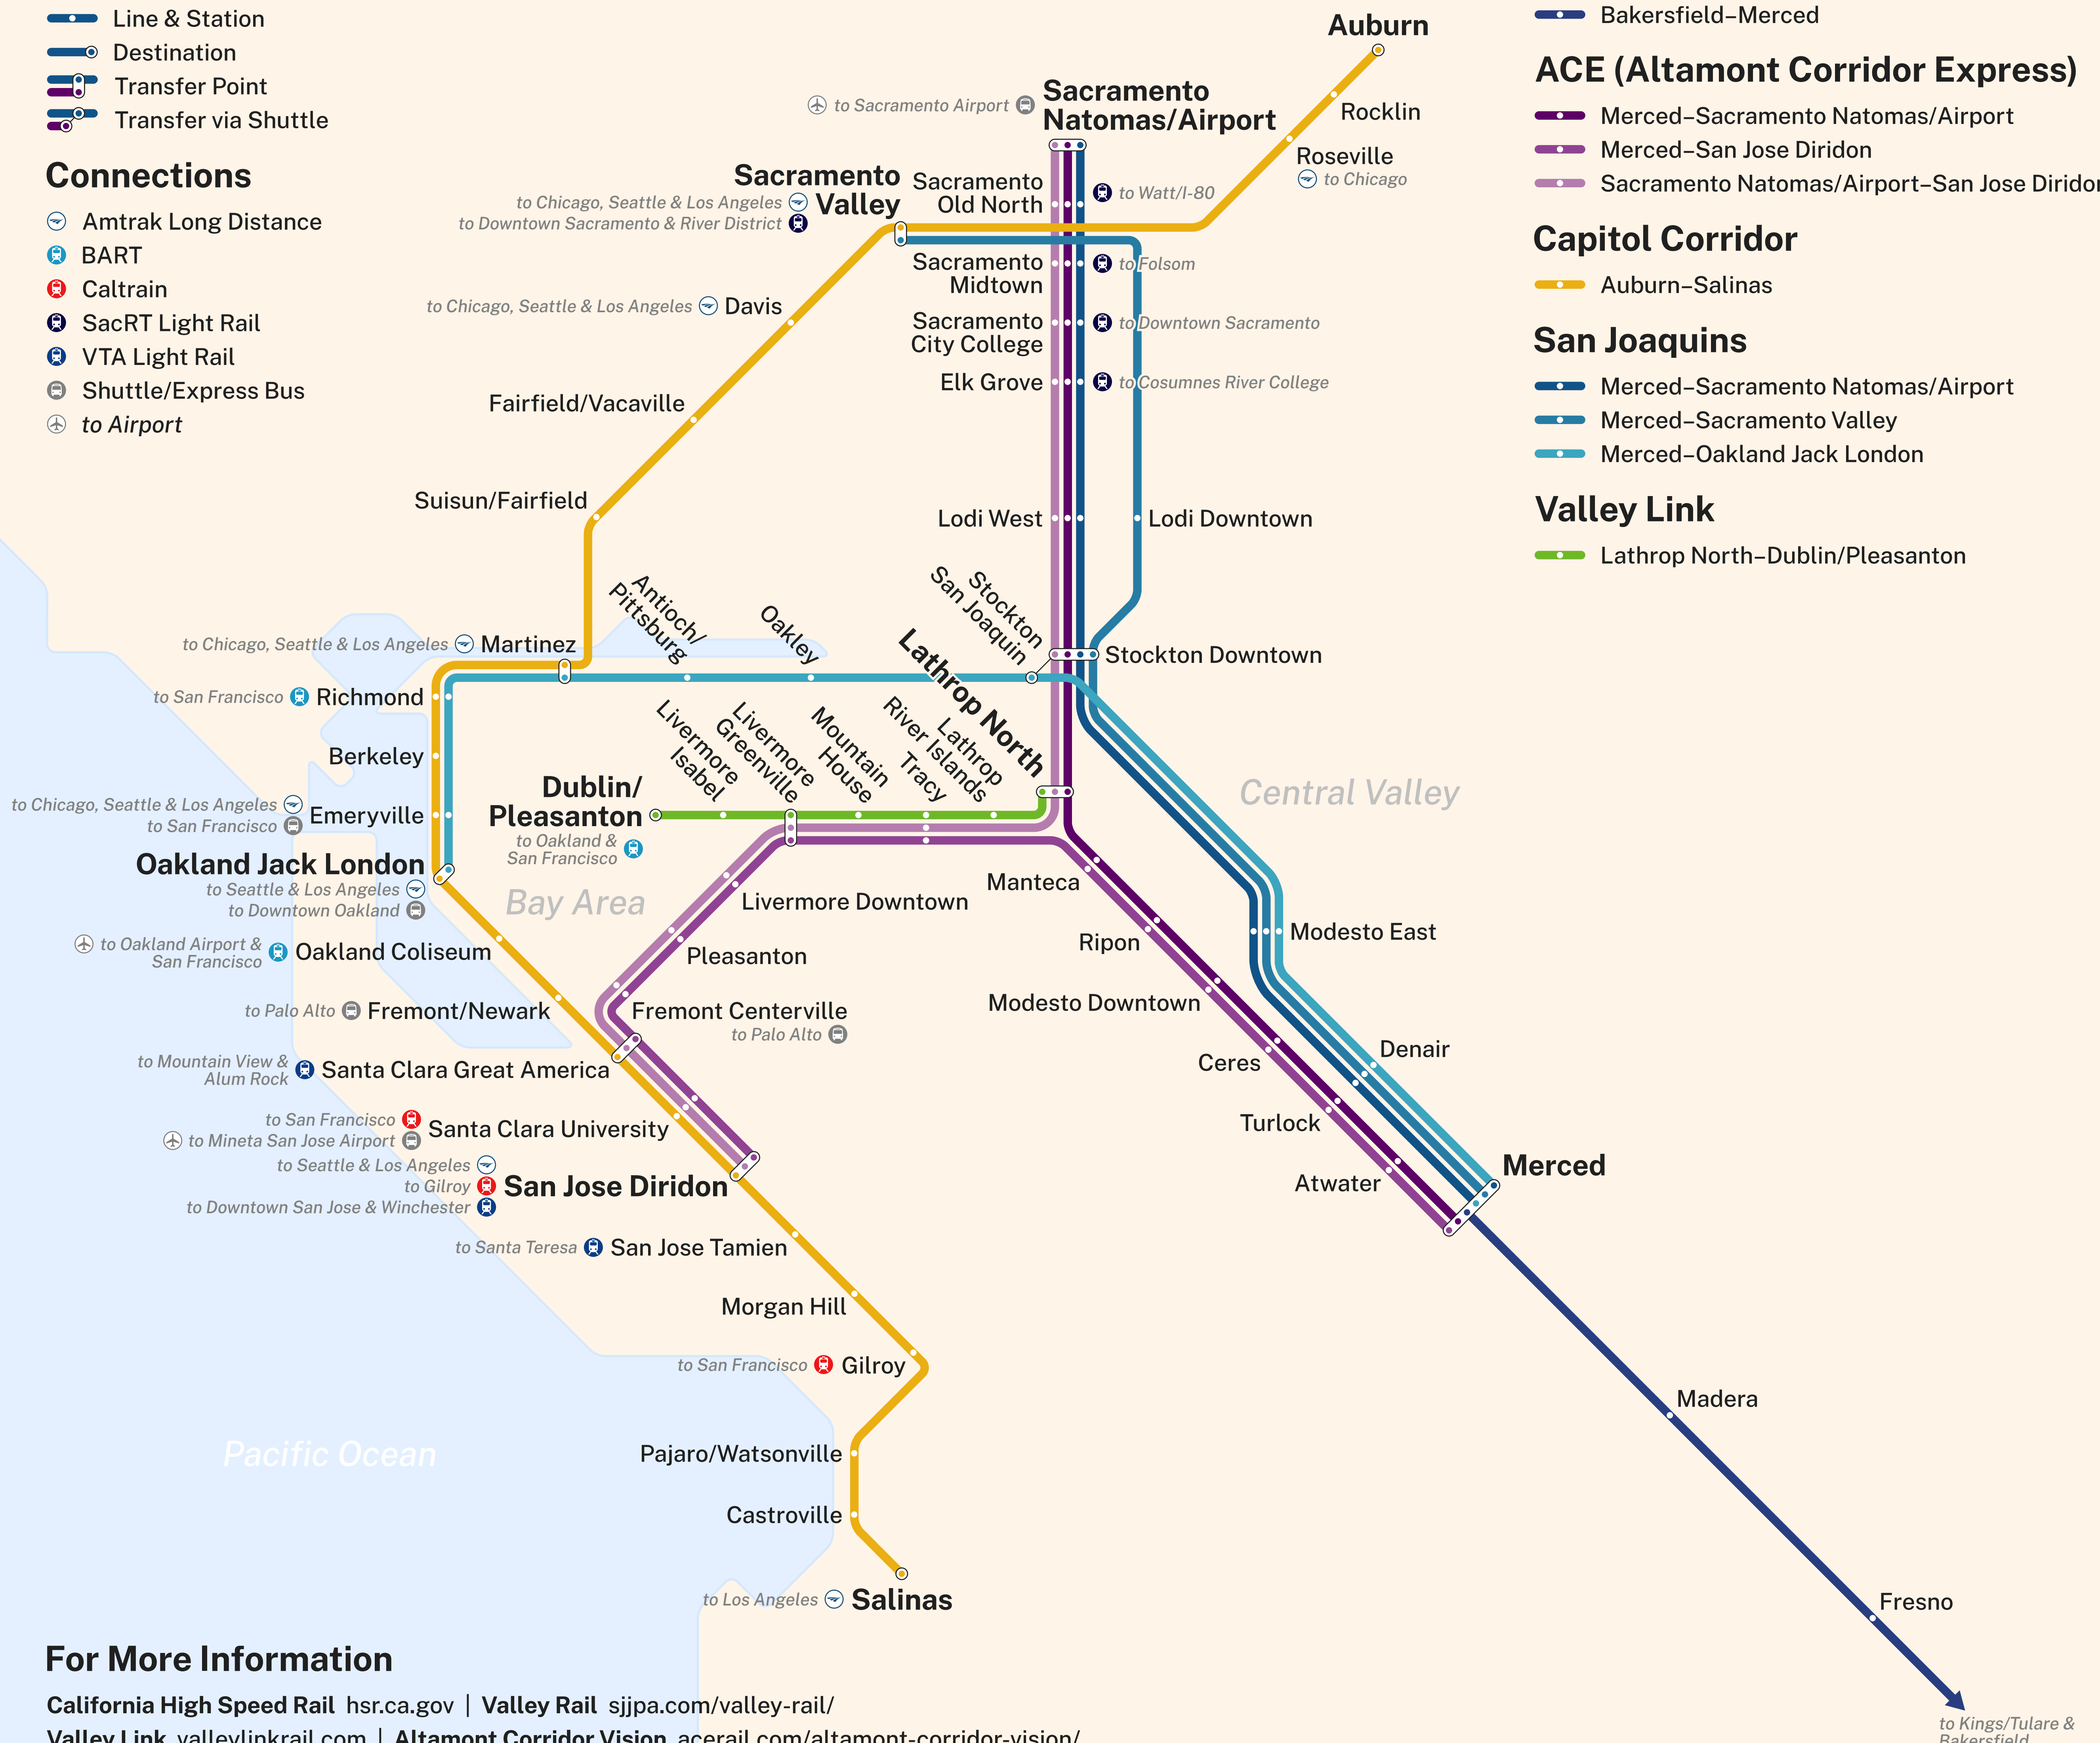 Line & Station
Destination
Transfer Point
Transfer via Shuttle
Connections
Amtrak Long Distance
BART
Caltrain
SacRT Light Rail
VTA Light Rail
Shuttle/Express Bus
to Airport
Bakersfield–Merced
ACE (Altamont Corridor Express)
Merced–Sacramento Natomas/Airport
Merced–San Jose Diridon
Sacramento Natomas/Airport–San Jose Diridon
Capitol Corridor
Auburn–Salinas
San Joaquins
Merced–Sacramento Natomas/Airport
Merced–Sacramento Valley
Merced–Oakland Jack London
Valley Link
Lathrop North–Dublin/Pleasanton
Auburn
Rocklin
Roseville
to Chicago
to Sacramento Airport
Sacramento
Natomas/Airport
Sacramento
Valley
to Chicago, Seattle & Los Angeles
to Downtown Sacramento & River District
Sacramento
Old North
to Watt/I-80
Sacramento
Midtown
to Folsom
Sacramento
City College
to Downtown Sacramento
Elk Grove
to Cosumnes River College
to Chicago, Seattle & Los Angeles
Davis
Fairfield/Vacaville
Suisun/Fairfield
Lodi West
Lodi Downtown
to Chicago, Seattle & Los Angeles
Martinez
Antioch/
Pittsburg
Oakley
Stockton
San Joaquin
Stockton Downtown
to San Francisco
Richmond
Berkeley
to Chicago, Seattle & Los Angeles
to San Francisco
Emeryville
Oakland Jack London
to Seattle & Los Angeles
to Downtown Oakland
Dublin/
Pleasanton
to Oakland &
San Francisco
Livermore
Isabel
Livermore
Greenville
Mountain
House
Tracy
Lathrop
River Islands
Lathrop North
Central Valley
Bay Area
Livermore Downtown
Pleasanton
Fremont Centerville
to Palo Alto
to Oakland Airport &
San Francisco
Oakland Coliseum
to Palo Alto
Fremont/Newark
to Mountain View &
Alum Rock
Santa Clara Great America
to San Francisco
to Mineta San Jose Airport
Santa Clara University
to Seattle & Los Angeles
to Gilroy
to Downtown San Jose & Winchester
San Jose Diridon
to Santa Teresa
San Jose Tamien
Morgan Hill
to San Francisco
Gilroy
Pajaro/Watsonville
Castroville
to Los Angeles
Salinas
Pacific Ocean
Manteca
Ripon
Modesto Downtown
Ceres
Turlock
Atwater
Modesto East
Denair
Merced
Madera
Fresno
to Kings/Tulare &
Bakersfield
For More Information
California High Speed Rail hsr.ca.gov | Valley Rail sjjpa.com/valley-rail/
Valley Link valleylinkrail.com | Altamont Corridor Vision acerail.com/altamont-corridor-vision/